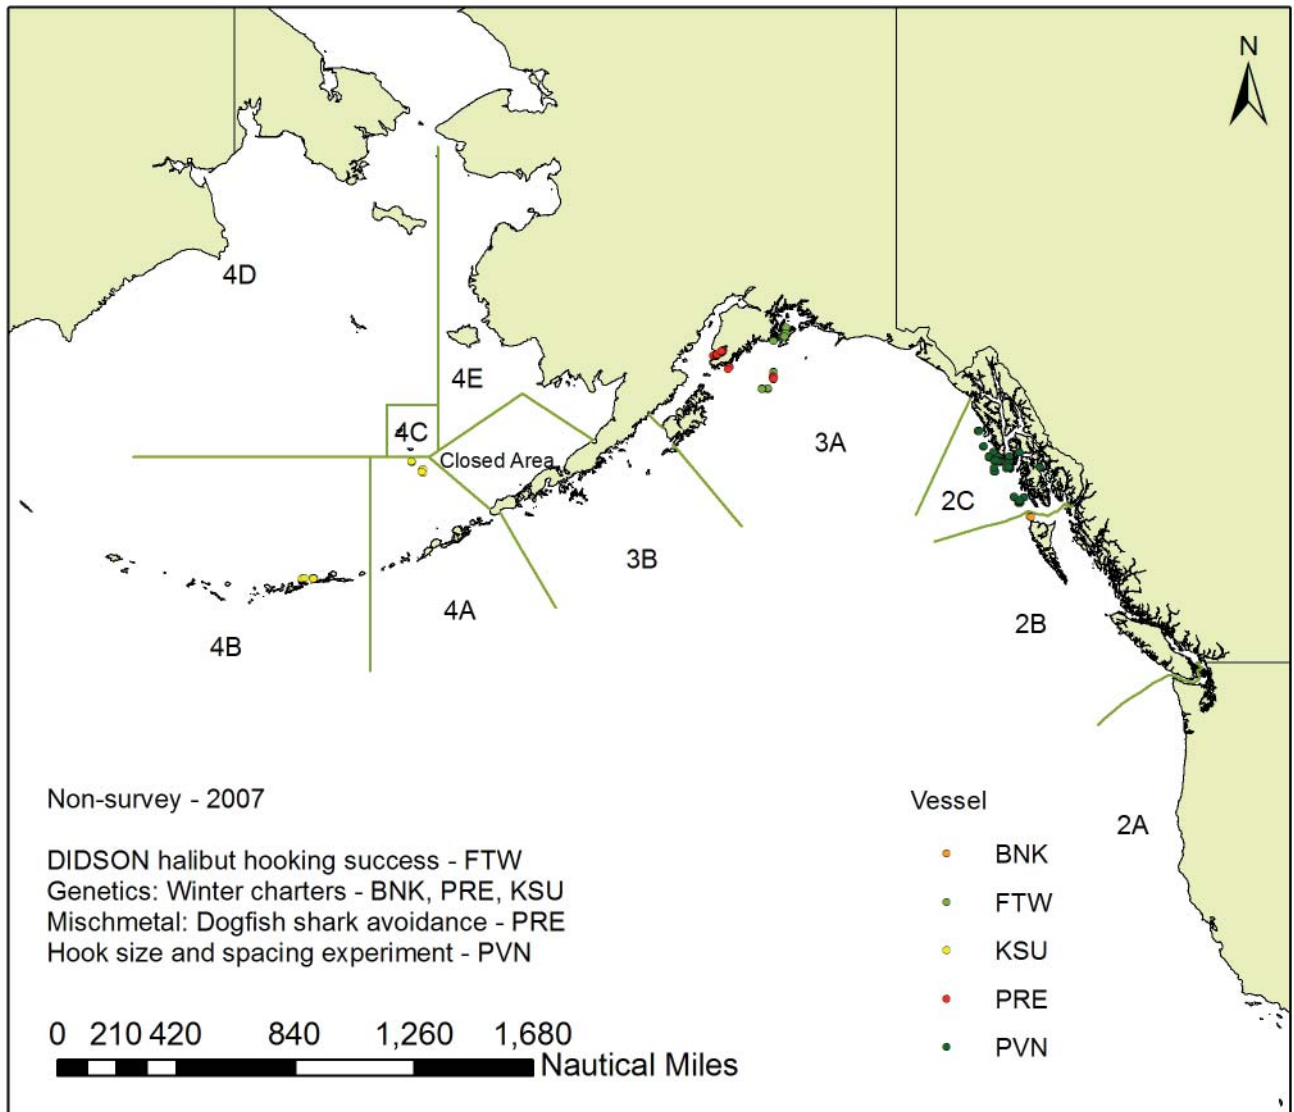 N
4D
4E
4C
Closed Area
3A
2C
3B
4A
4B
2B
2A
Non-survey - 2007
DIDSON halibut hooking success - FTW
Genetics: Winter charters - BNK, PRE, KSU
Mischmetal: Dogfish shark avoidance - PRE
Hook size and spacing experiment - PVN
0 210 420 840 1,260 1,680
Nautical Miles
Vessel
BNK
FTW
KSU
PRE
PVN